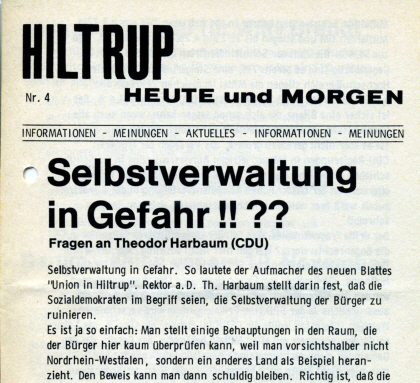 HILTRUP
Nr. 4 HEUTE und MORGEN
INFORMATIONEN - MEINUNGEN - AKTUELLES - INFORMATIONEN - MEINUNGEN
Selbstverwaltung
in Gefahr !! ??
Fragen an Theodor Harbaum (CDU)
Selbstverwaltung in Gefahr. So lautete der Aufmacher des neuen Blattes
"Union in Hiltrup". Rektor a.D. Th. Harbaum stellt darin fest, daß die
Sozialdemokraten im Begriff seien, die Selbstverwaltung der Bürger zu
ruinieren.
Es ist ja so einfach: Man stellt einige Behauptungen in den Raum, die
der Bürger hier kaum überprüfen kann, weil man vorsichtshalber nicht
Nordrhein-Westfalen, sondern ein anderes Land als Beispiel heran-
zieht. Den Beweis kann man dann schuldig bleiben. Richtig ist, daß die